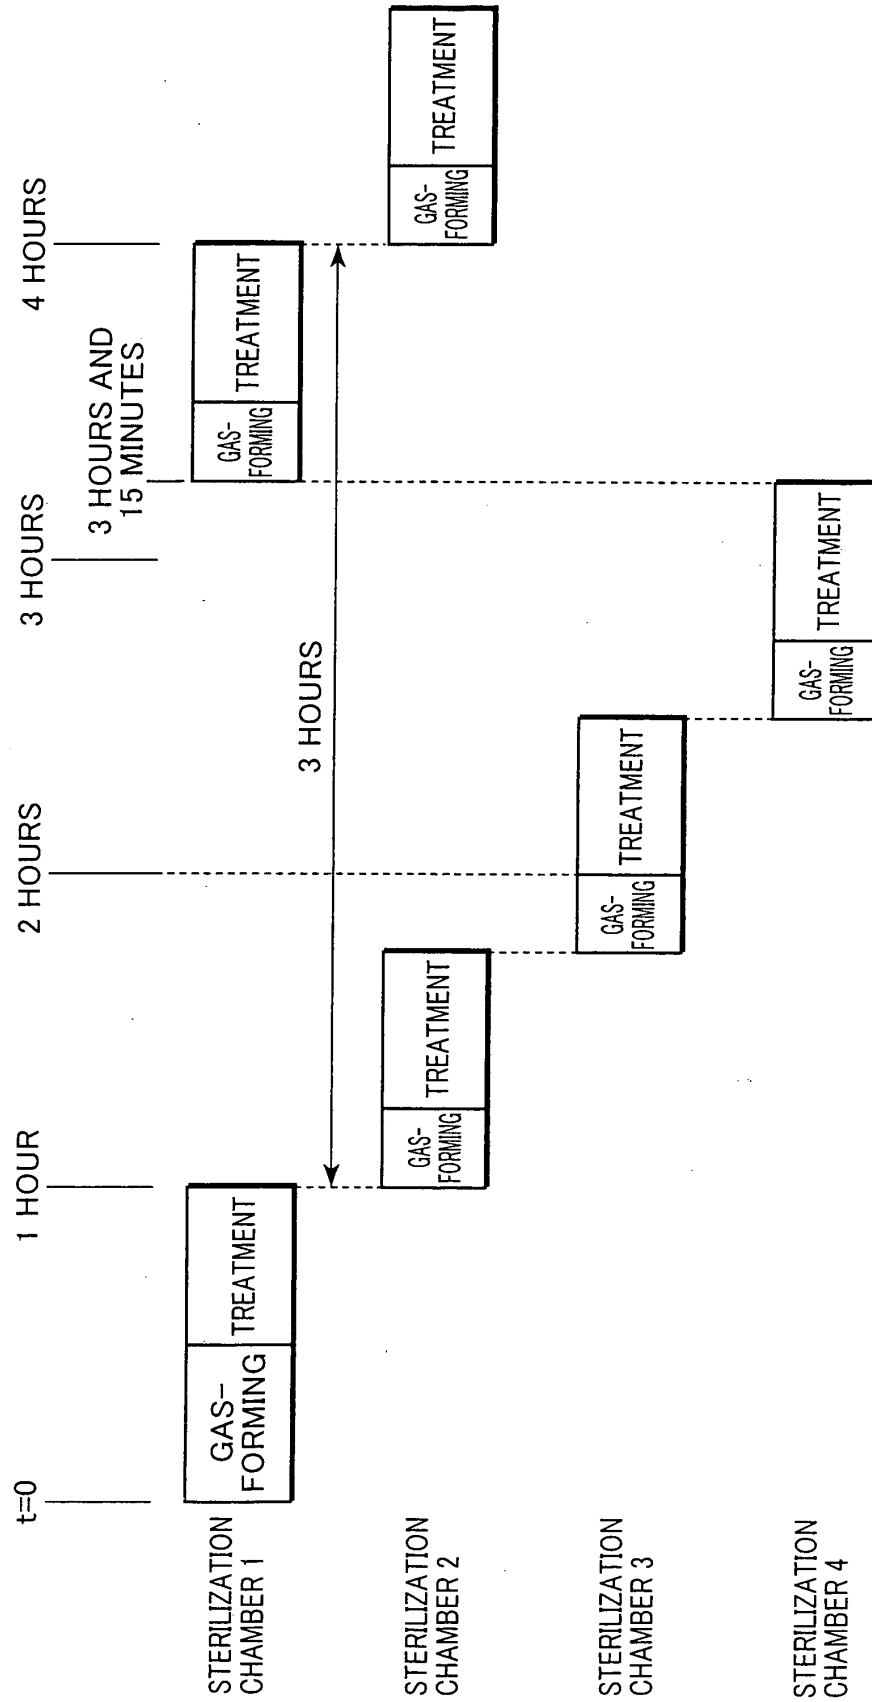 t=0
1 HOUR
2 HOURS
3 HOURS
3 HOURS AND
15 MINUTES
4 HOURS
STERILIZATION
CHAMBER 1
GAS-
FORMING
TREATMENT
GAS-
FORMING
TREATMENT
3 HOURS
STERILIZATION
CHAMBER 2
GAS-
FORMING
TREATMENT
GAS-
FORMING
TREATMENT
STERILIZATION
CHAMBER 3
GAS-
FORMING
TREATMENT
STERILIZATION
CHAMBER 4
GAS-
FORMING
TREATMENT